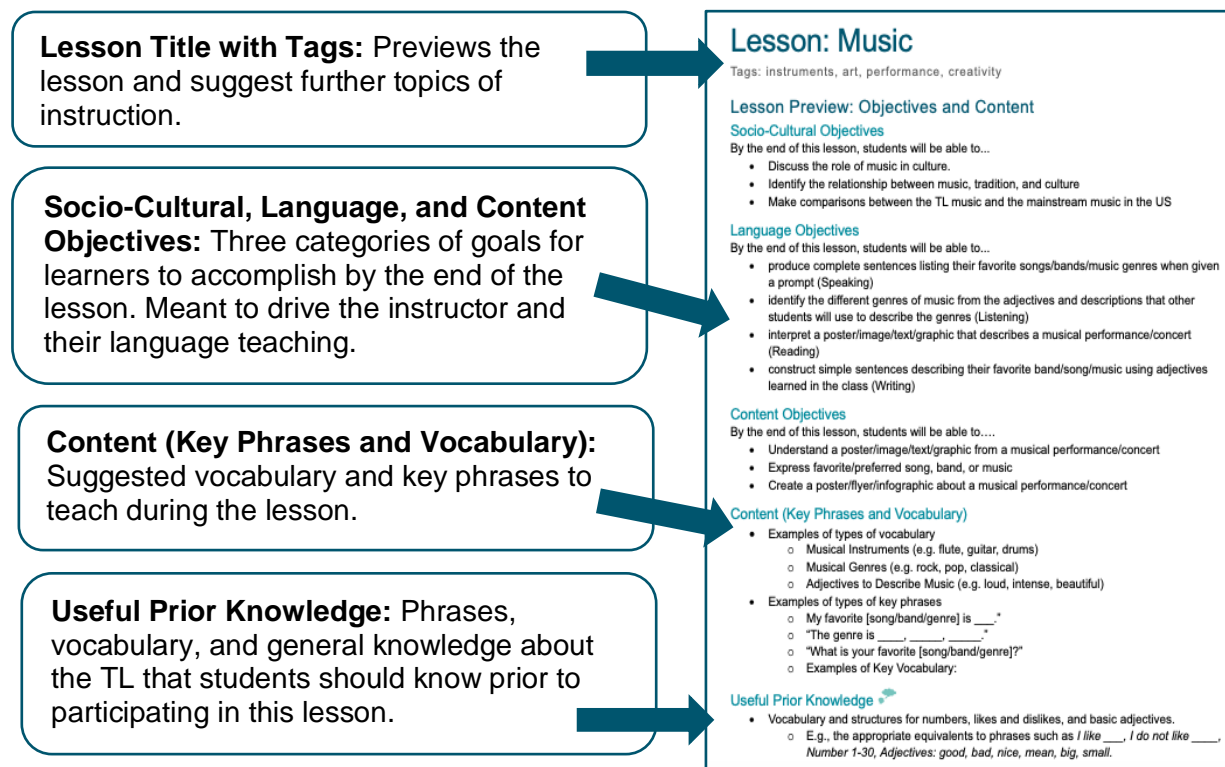 Lesson Title with Tags: Previews the
lesson and suggest further topics of
instruction.
Socio-Cultural, Language, and Content
Objectives: Three categories of goals for
learners to accomplish by the end of the
lesson. Meant to drive the instructor and
their language teaching.
Content (Key Phrases and Vocabulary):
Suggested vocabulary and key phrases to
teach during the lesson.
Useful Prior Knowledge: Phrases,
vocabulary, and general knowledge about
the TL that students should know prior to
participating in this lesson.
Lesson: Music
Tags: instruments, art, performance, creativity
Lesson Preview: Objectives and Content
Socio-Cultural Objectives
By the end of this lesson, students will be able to...
• Discuss the role of music in culture.
• Identify the relationship between music, tradition, and culture
• Make comparisons between the TL music and the mainstream music in the US
Language Objectives
By the end of this lesson, students will be able to...
• produce complete sentences listing their favorite songs/bands/music genres when given
a prompt (Speaking)
• identify the different genres of music from the adjectives and descriptions that other
students will use to describe the genres (Listening)
• interpret a poster/image/text/graphic that describes a musical performance/concert
(Reading)
• construct simple sentences describing their favorite band/song/music using adjectives
learned in the class (Writing)
Content Objectives
By the end of this lesson, students will be able to….
• Understand a poster/image/text/graphic from a musical performance/concert
• Express favorite/preferred song, band, or music
• Create a poster/flyer/infographic about a musical performance/concert
Content (Key Phrases and Vocabulary)
• Examples of types of vocabulary
o Musical Instruments (e.g. flute, guitar, drums)
o Musical Genres (e.g. rock, pop, classical)
o Adjectives to Describe Music (e.g. loud, intense, beautiful)
• Examples of types of key phrases
o My favorite [song/band/genre] is ___.”
o “The genre is ____, _____, _____.”
o “What is your favorite [song/band/genre]?”
o Examples of Key Vocabulary:
Useful Prior Knowledge
• Vocabulary and structures for numbers, likes and dislikes, and basic adjectives.
o E.g., the appropriate equivalents to phrases such as I like ___, I do not like ____,
Number 1-30, Adjectives: good, bad, nice, mean, big, small.